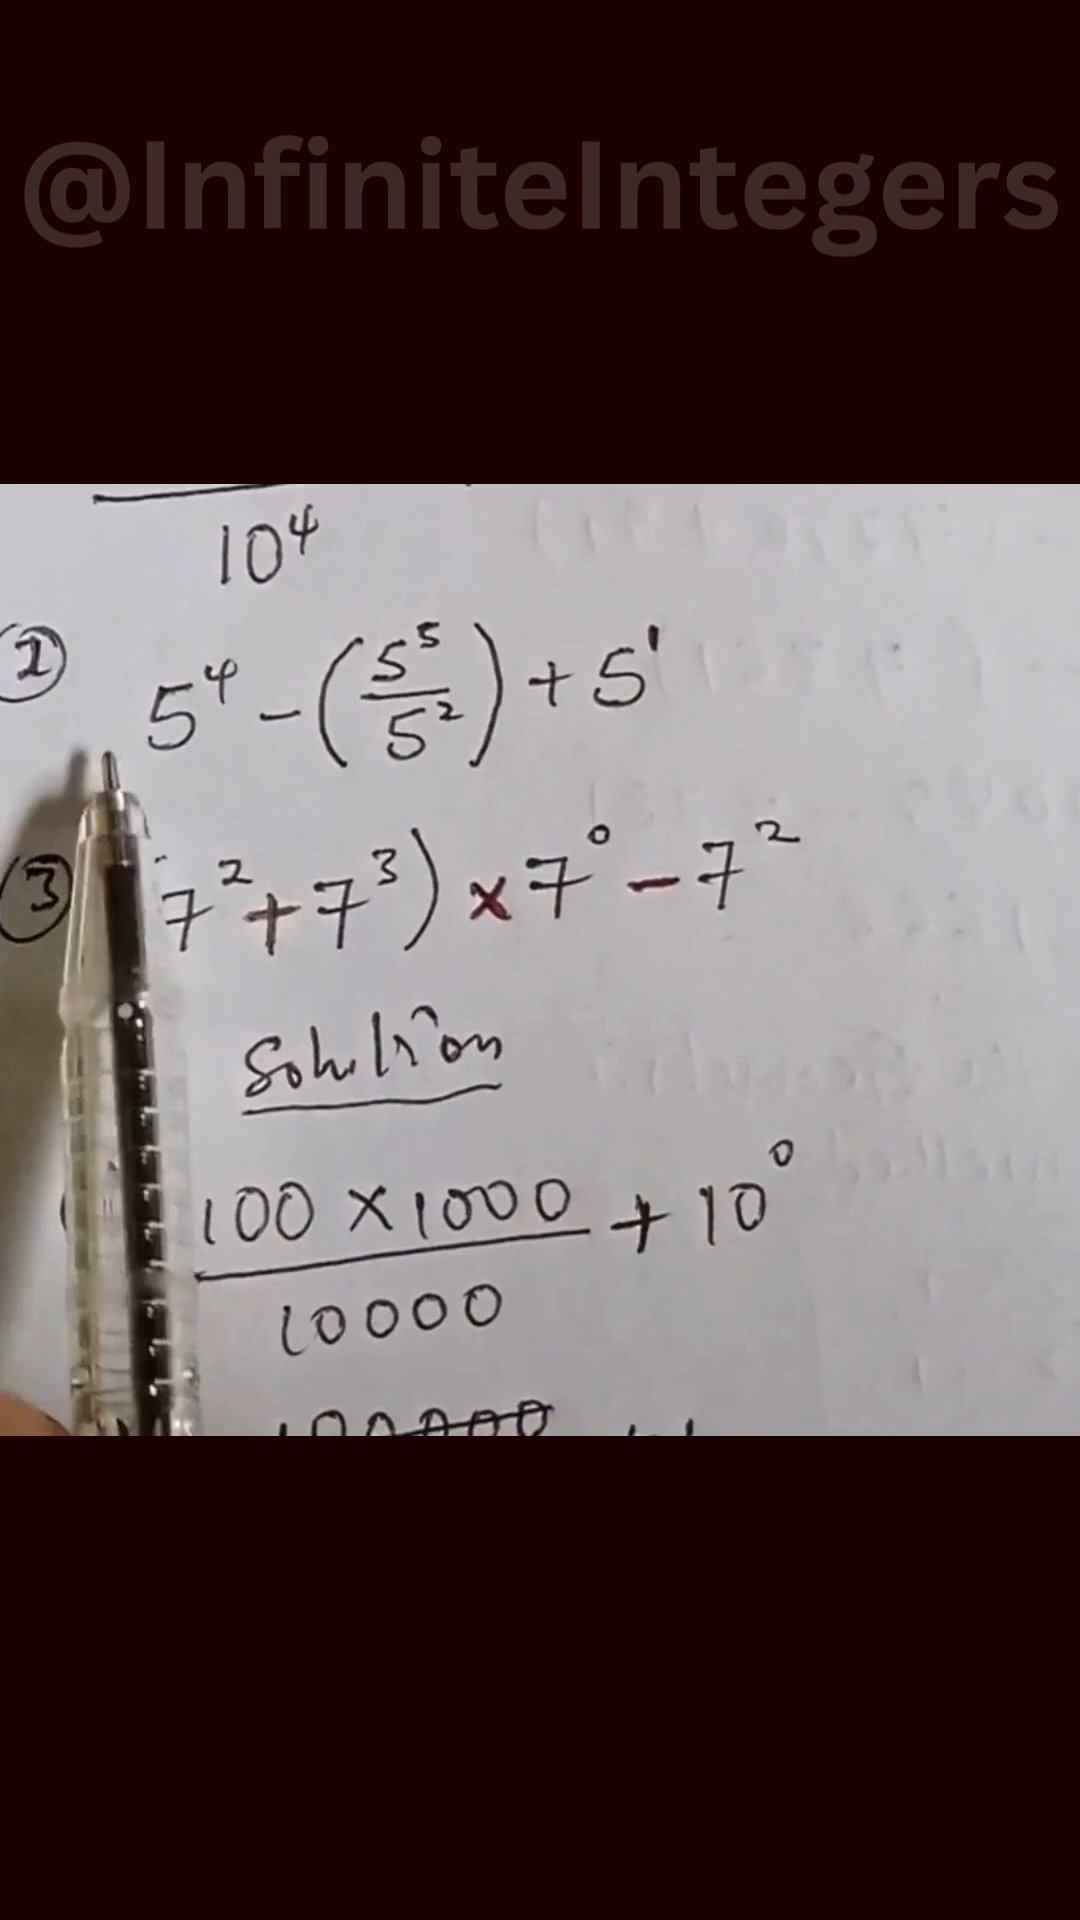 @InfiniteIntegers
10⁴
② 5⁴ - (5⁵/5²) + 5¹
③ 7² + 7³) × 7⁰ - 7²
Solution
100 × 1000 + 10⁰
10000